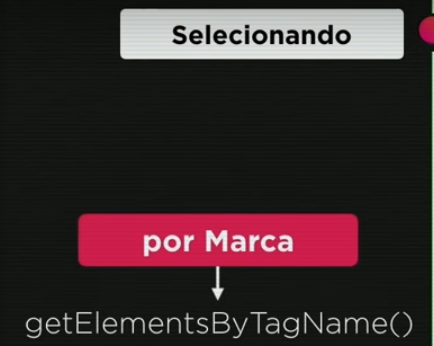 Selecionando
por Marca
getElementsByTagName()